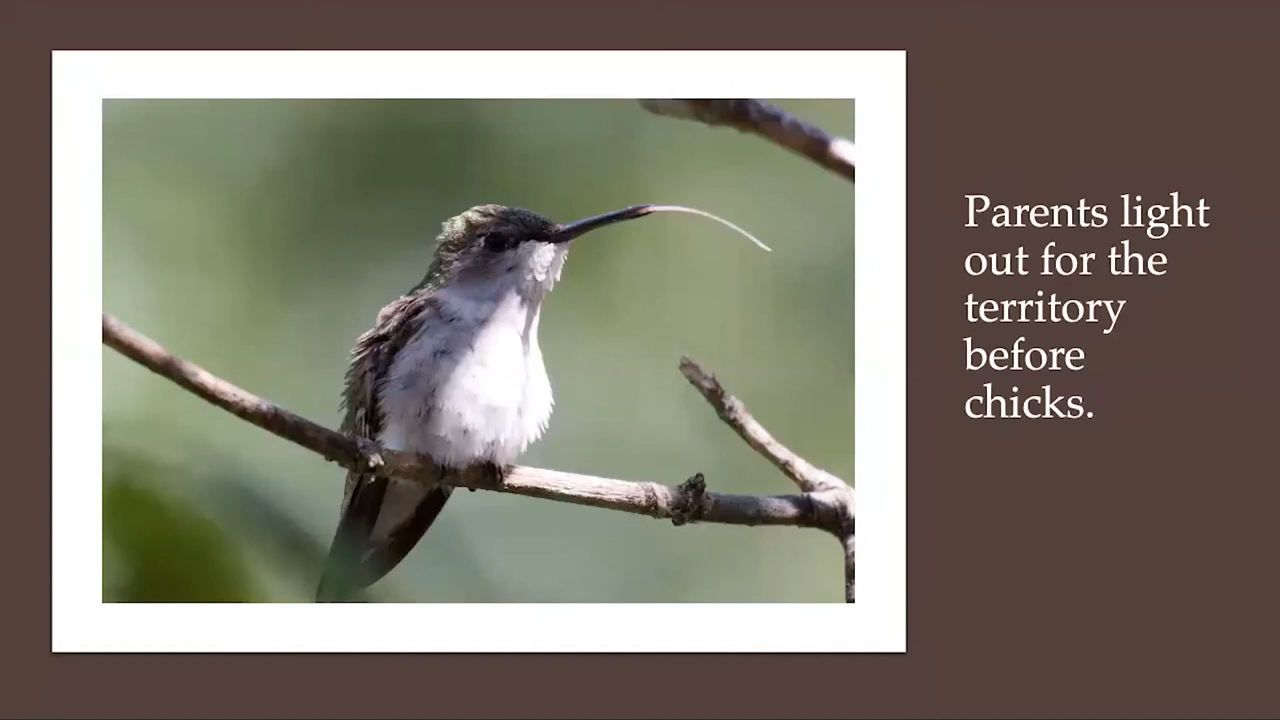 Parents light
out for the
territory
before
chicks.